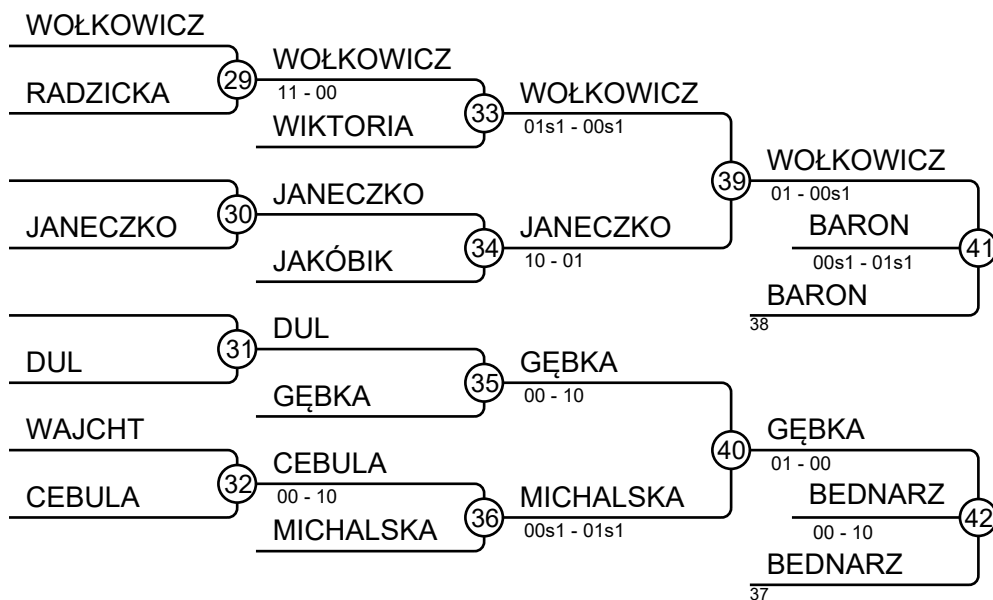 WOŁKOWICZ
29
RADZICKA
WOŁKOWICZ
11 - 00
33
WIKTORIA
WOŁKOWICZ
01s1 - 00s1
39
30
JANECZKO
JANECZKO
34
JAKÓBIK
JANECZKO
10 - 01
WOŁKOWICZ
01 - 00s1
BARON
41
00s1 - 01s1
BARON
38
31
DUL
DUL
35
GĘBKA
GĘBKA
00 - 10
40
WAJCHT
32
CEBULA
CEBULA
00 - 10
36
MICHALSKA
MICHALSKA
00s1 - 01s1
GĘBKA
01 - 00
BEDNARZ
42
00 - 10
BEDNARZ
37